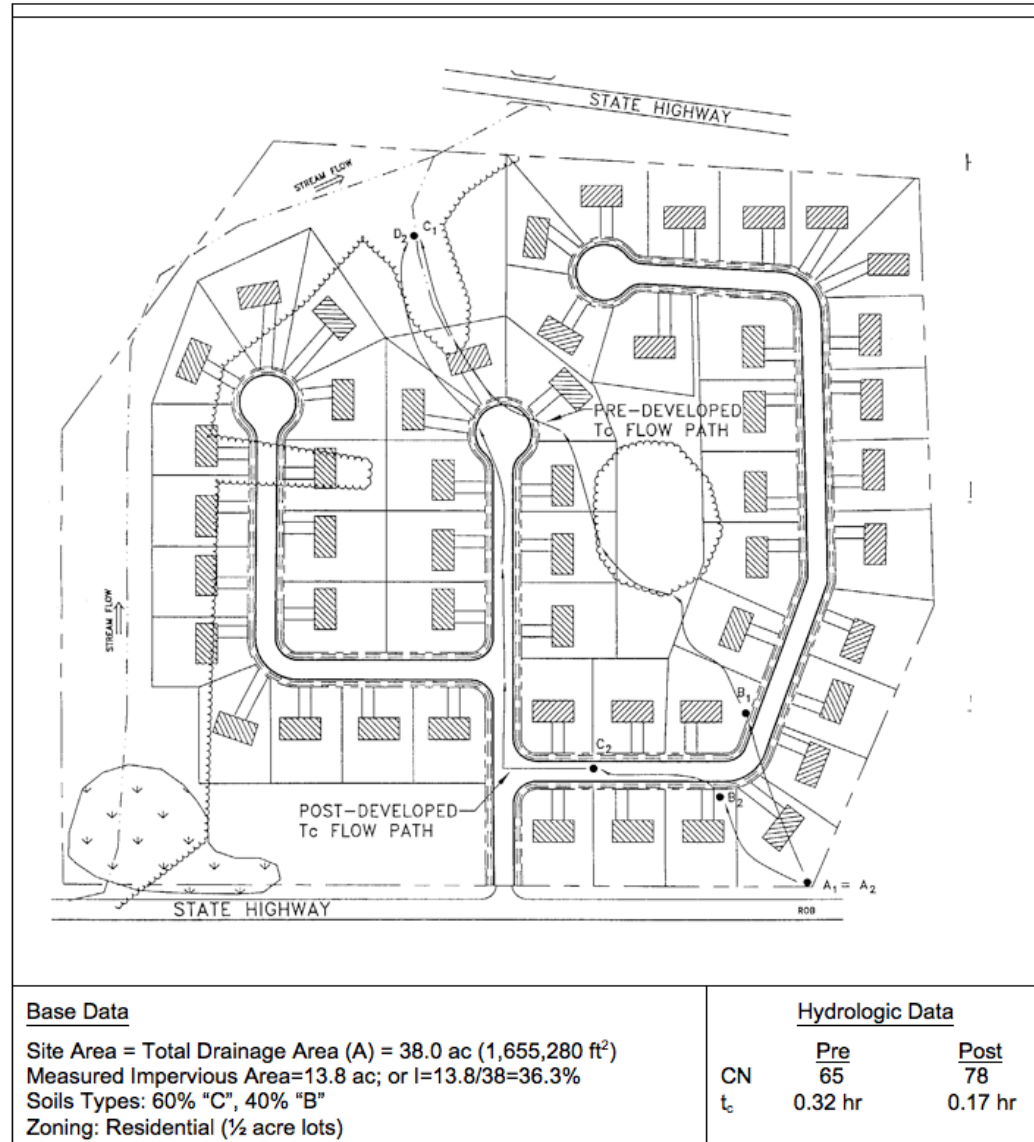 STATE HIGHWAY
STREAM FLOW
D2 C1
PRE-DEVELOPED
Tc FLOW PATH
STREAM FLOW
B1
C2
POST-DEVELOPED
Tc FLOW PATH
B2
A1 = A2
STATE HIGHWAY
ROB
Base Data
Site Area = Total Drainage Area (A) = 38.0 ac (1,655,280 ft²)
Measured Impervious Area=13.8 ac; or I=13.8/38=36.3%
Soils Types: 60% “C”, 40% “B”
Zoning: Residential (½ acre lots)
Hydrologic Data
Pre Post
CN 65 78
tc 0.32 hr 0.17 hr